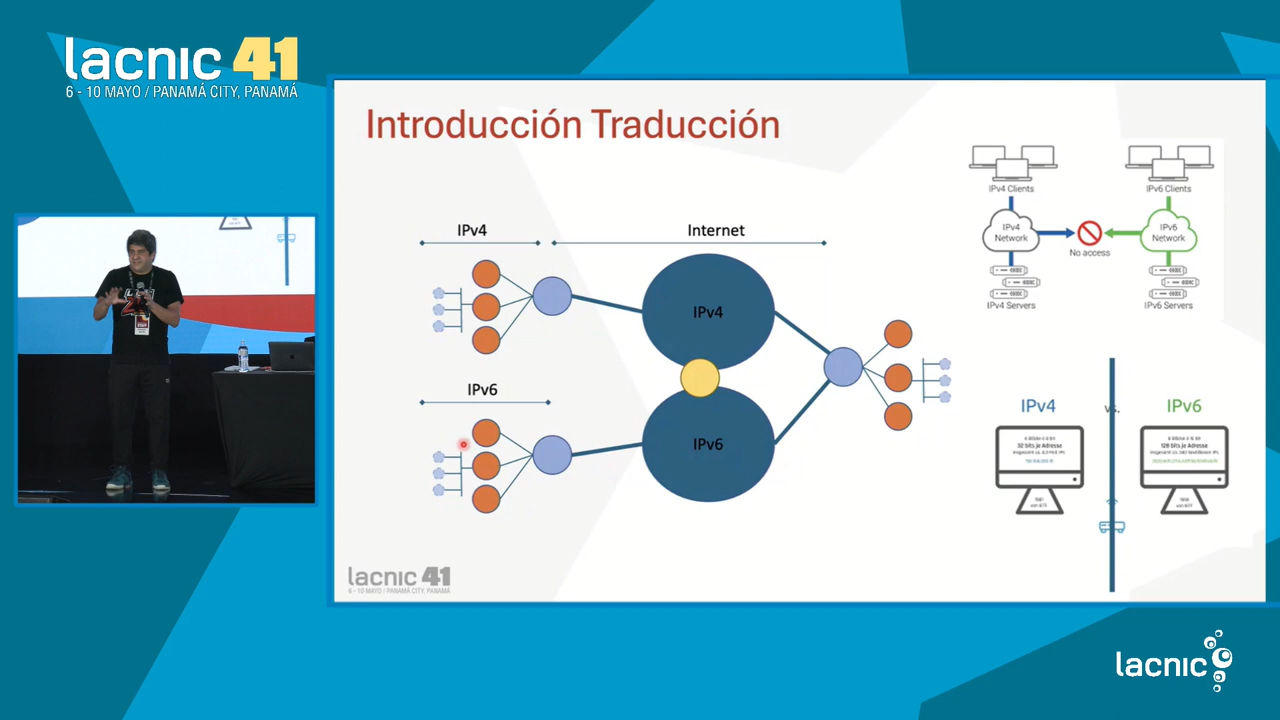 lacnic 41
6 - 10 MAYO / PANAMÁ CITY, PANAMÁ
Introducción Traducción
IPv4
Internet
IPv4
IPv6
IPv6
IPv4 Clients
IPv6 Clients
IPv4
Network
No access
IPv6
Network
IPv4 Servers
IPv6 Servers
IPv4
vs.
IPv6
32 bits je Adresse
128 bits je Adresse
lacnic 41
6 - 10 MAYO / PANAMÁ CITY, PANAMÁ
lacnic